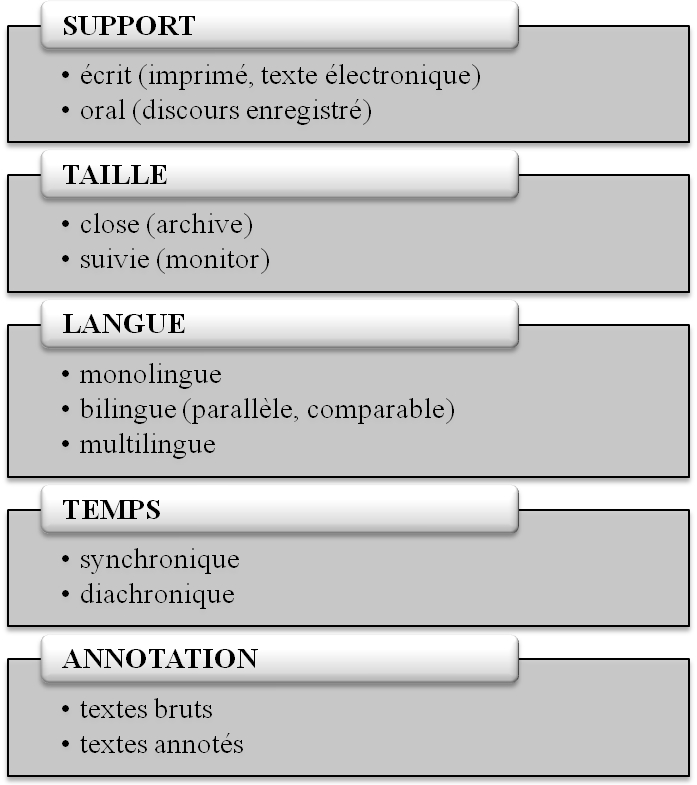 SUPPORT
• écrit (imprimé, texte électronique)
• oral (discours enregistré)
TAILLE
• close (archive)
• suivie (monitor)
LANGUE
• monolingue
• bilingue (parallèle, comparable)
• multilingue
TEMPS
• synchronique
• diachronique
ANNOTATION
• textes bruts
• textes annotés